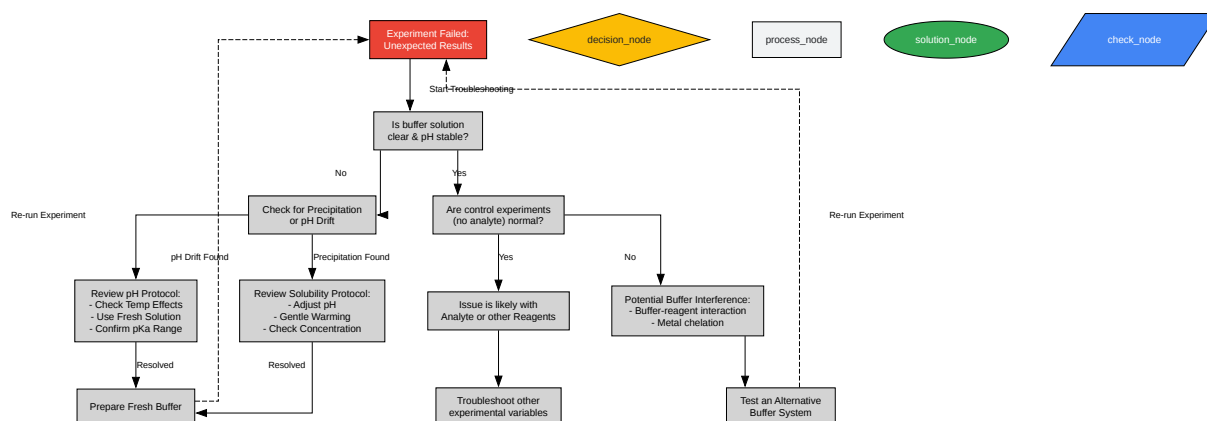 Experiment Failed:
Unexpected Results
decision_node
process_node
solution_node
check_node
Start Troubleshooting
Is buffer solution
clear & pH stable?
No
Yes
Check for Precipitation
or pH Drift
Are control experiments
(no analyte) normal?
Re-run Experiment
Re-run Experiment
pH Drift Found
Precipitation Found
Yes
No
Review pH Protocol:
- Check Temp Effects
- Use Fresh Solution
- Confirm pKa Range
Review Solubility Protocol:
- Adjust pH
- Gentle Warming
- Check Concentration
Issue is likely with
Analyte or other Reagents
Potential Buffer Interference:
- Buffer-reagent interaction
- Metal chelation
Resolved
Resolved
Prepare Fresh Buffer
Troubleshoot other
experimental variables
Test an Alternative
Buffer System